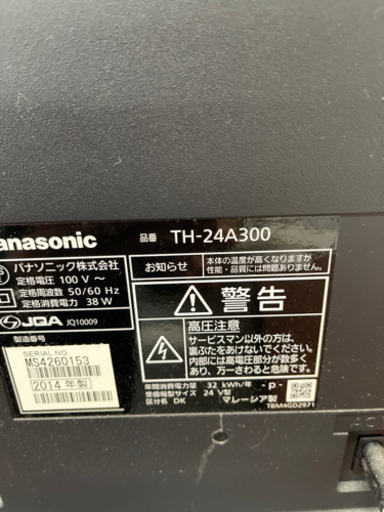 Panasonic
品番 TH-24A300
パナソニック株式会社
定格電圧 100 V ～
定格周波数 50/60 Hz
定格消費電力 38 W
JQA JQ10009
製造番号
SERIAL NO.
MS4260153
2014 年製
お知らせ
本体の温度が高くなりますが
性能・品質には問題ありません。
警告
高圧注意
サービスマン以外の方は、
裏ぶたをあけないでください。
内部には高電圧部分が数多く
あり、万一さわると危険です。
年間消費電力量 32 kWh/年
受信機型サイズ 24 V型
区分名 DK
マレーシア製
- P -
TBM4GD2971